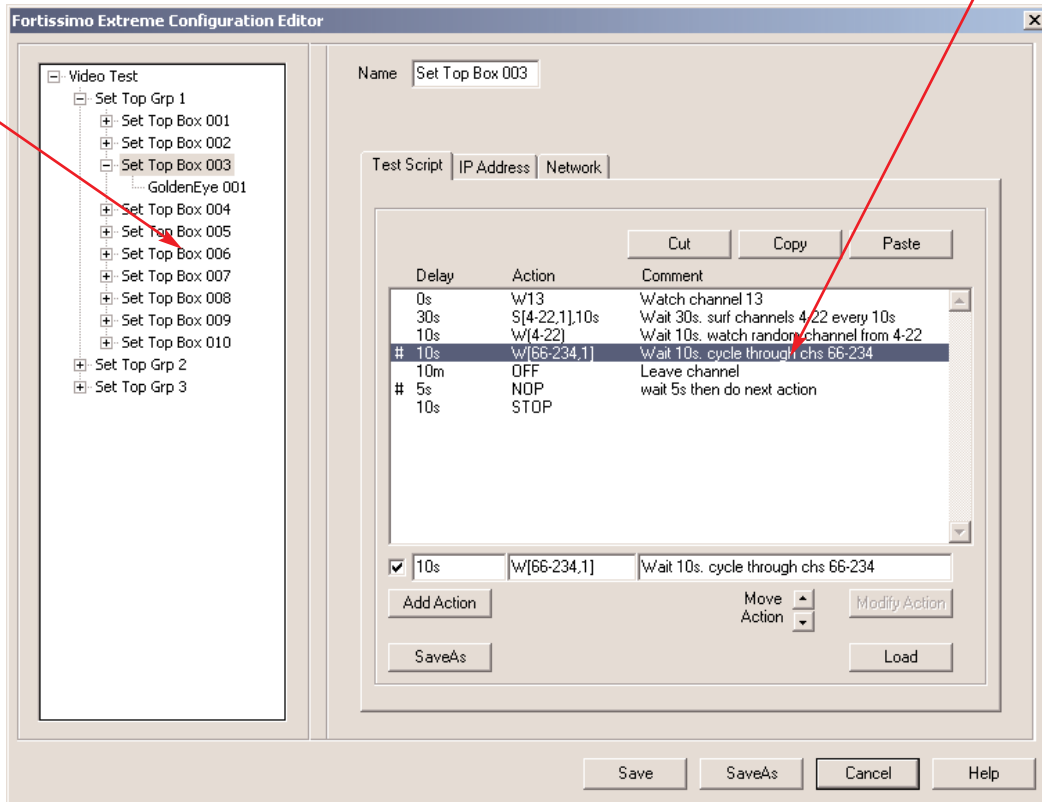 Fortissimo Extreme Configuration Editor
Video Test
Set Top Grp 1
Set Top Box 001
Set Top Box 002
Set Top Box 003
GoldenEye 001
Set Top Box 004
Set Top Box 005
Set Top Box 006
Set Top Box 007
Set Top Box 008
Set Top Box 009
Set Top Box 010
Set Top Grp 2
Set Top Grp 3
Name Set Top Box 003
Test Script IP Address Network
Cut Copy Paste
Delay Action Comment
0s W13 Watch channel 13
30s S[4-22,1],10s Wait 30s. surf channels 4-22 every 10s
10s W(4-22) Wait 10s. watch random channel from 4-22
# 10s W[66-234,1] Wait 10s. cycle through chs 66-234
10m OFF Leave channel
# 5s NOP wait 5s then do next action
10s STOP
10s W[66-234,1] Wait 10s. cycle through chs 66-234
Add Action Move Action Modify Action
SaveAs Load
Save SaveAs Cancel Help